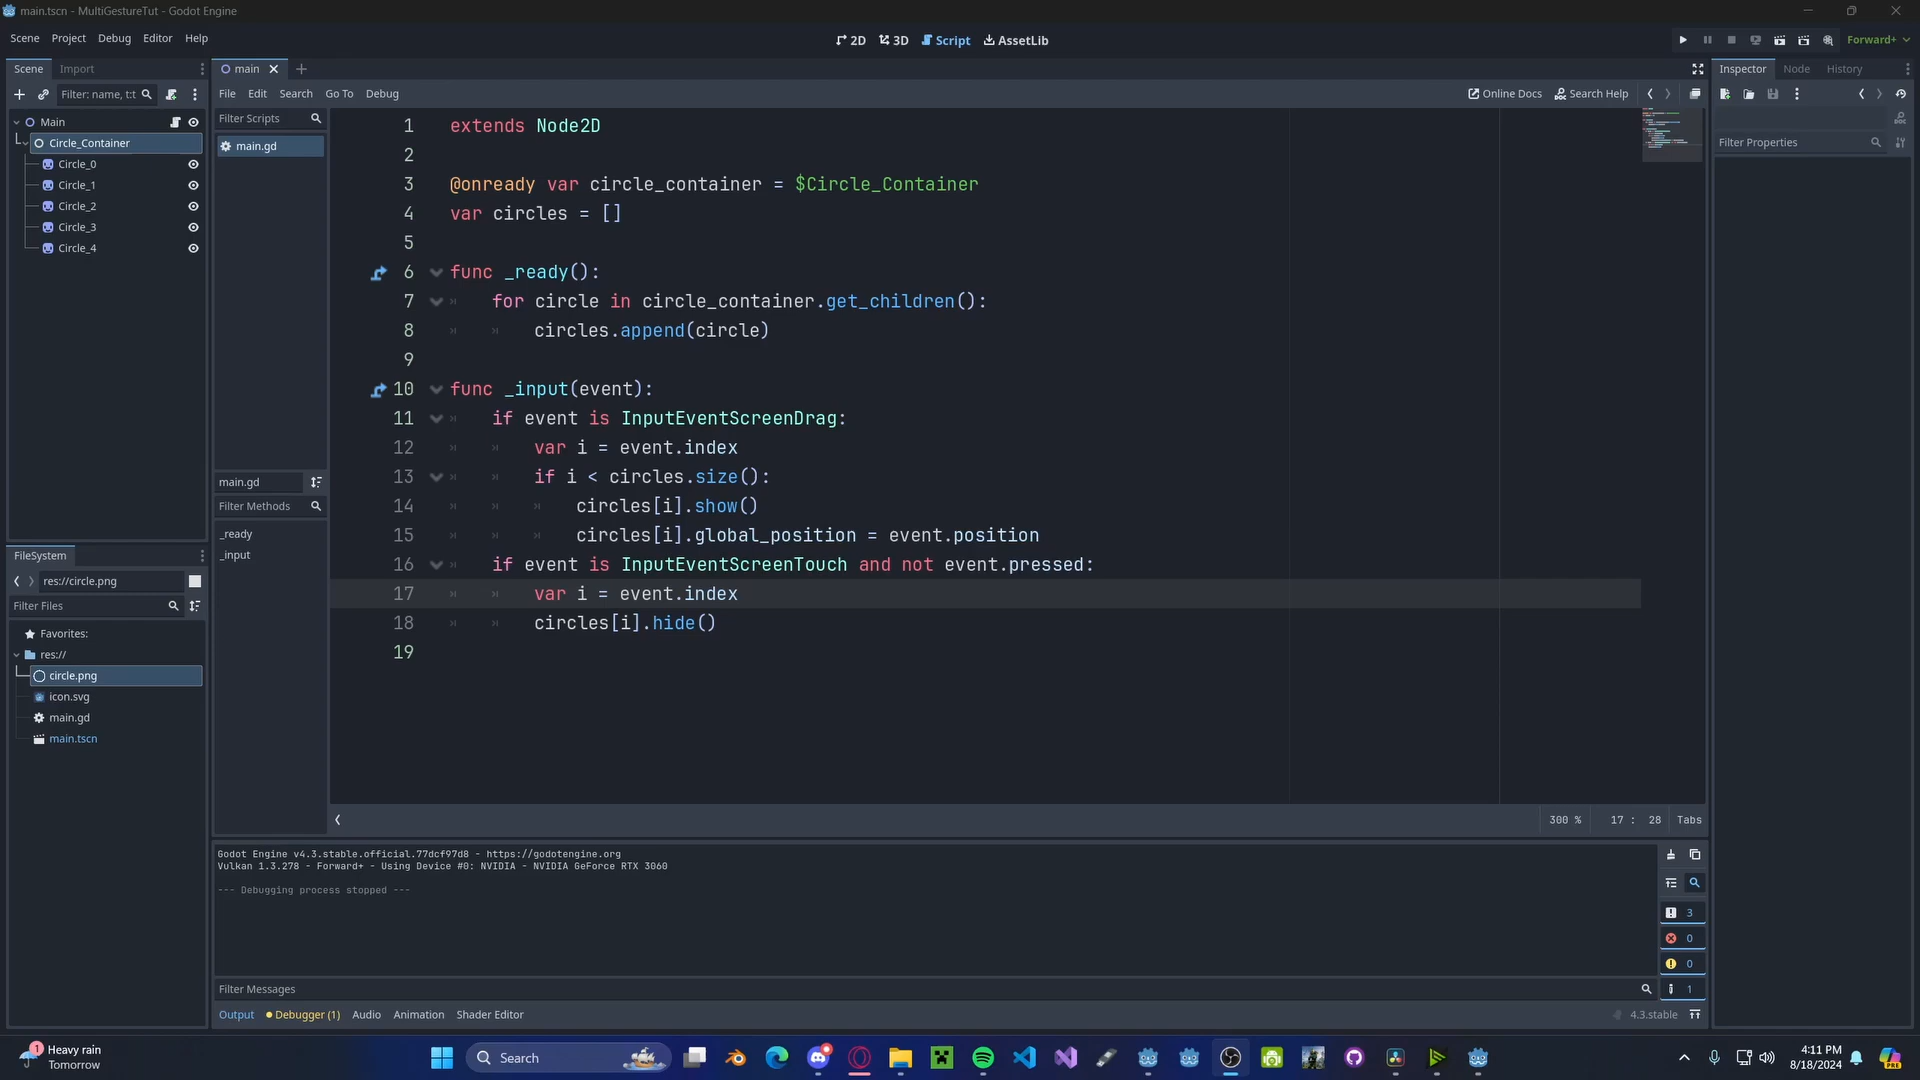 main.tscn - MultiGestureTut - Godot Engine
Scene Project Debug Editor Help
2D 3D Script AssetLib
Forward+
Scene Import
main
Inspector Node History
Filter: name, t:t
File Edit Search Go To Debug
Online Docs Search Help
Main
Circle_Container
Circle_0
Circle_1
Circle_2
Circle_3
Circle_4
Filter Scripts
main.gd
Filter Properties
1 extends Node2D
2
3 @onready var circle_container = $Circle_Container
4 var circles = []
5
6 func _ready():
7 for circle in circle_container.get_children():
8 circles.append(circle)
9
10 func _input(event):
11 if event is InputEventScreenDrag:
12 var i = event.index
13 if i < circles.size():
14 circles[i].show()
15 circles[i].global_position = event.position
16 if event is InputEventScreenTouch and not event.pressed:
17 var i = event.index
18 circles[i].hide()
19
main.gd
Filter Methods
_ready
_input
FileSystem
res://circle.png
Filter Files
Favorites:
res://
circle.png
icon.svg
main.gd
main.tscn
300 % 17 : 28 Tabs
Godot Engine v4.3.stable.official.77dcf97d8 - https://godotengine.org
Vulkan 1.3.278 - Forward+ - Using Device #0: NVIDIA - NVIDIA GeForce RTX 3060
--- Debugging process stopped ---
3
0
0
1
Filter Messages
Output Debugger (1) Audio Animation Shader Editor
4.3.stable
1
Heavy rain
Tomorrow
Search
4:11 PM
8/18/2024
PRE